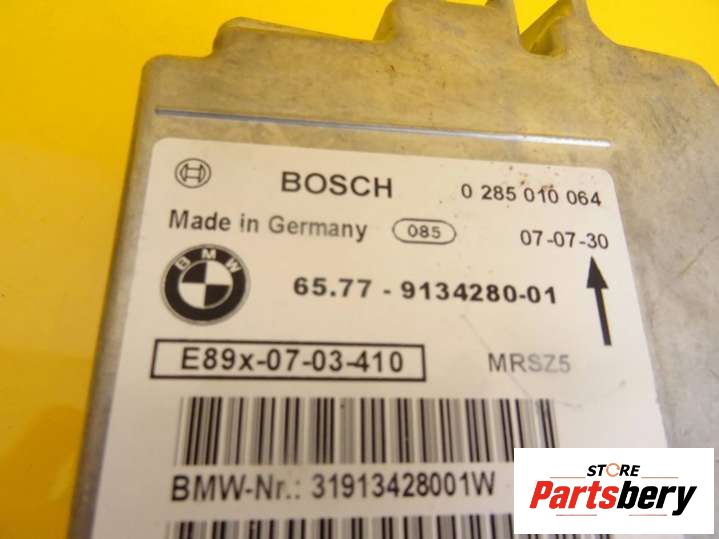 BOSCH 0 285 010 064
Made in Germany 085 07-07-30
BMW 65.77 - 9134280-01
E89x-07-03-410 MRSZ5
BMW-Nr.: 31913428001W
STORE
Partsbery